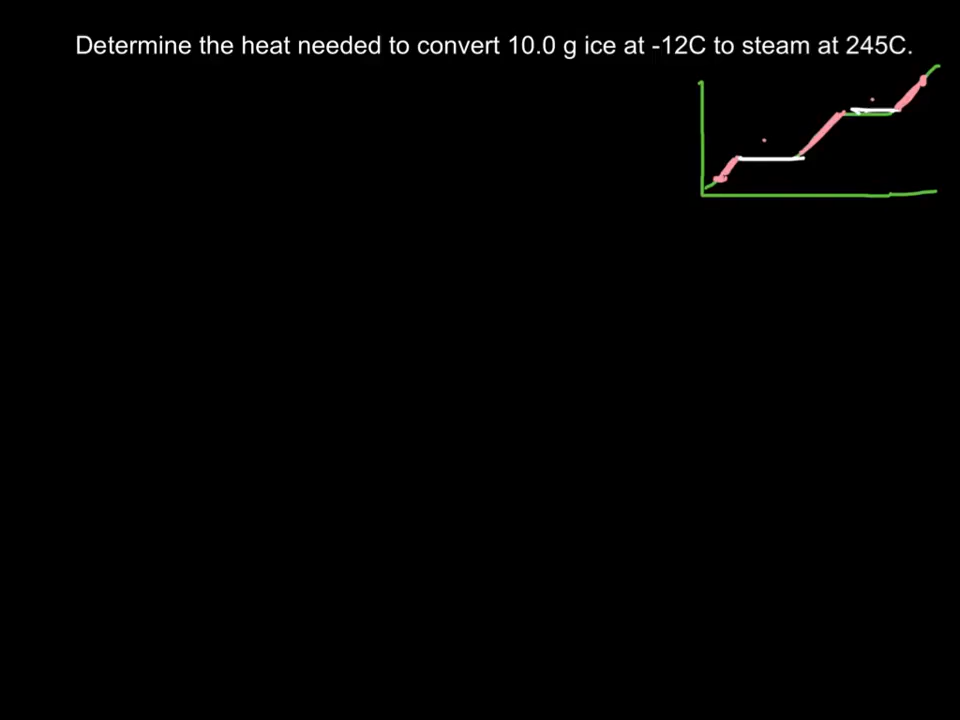 Determine the heat needed to convert 10.0 g ice at -12C to steam at 245C.